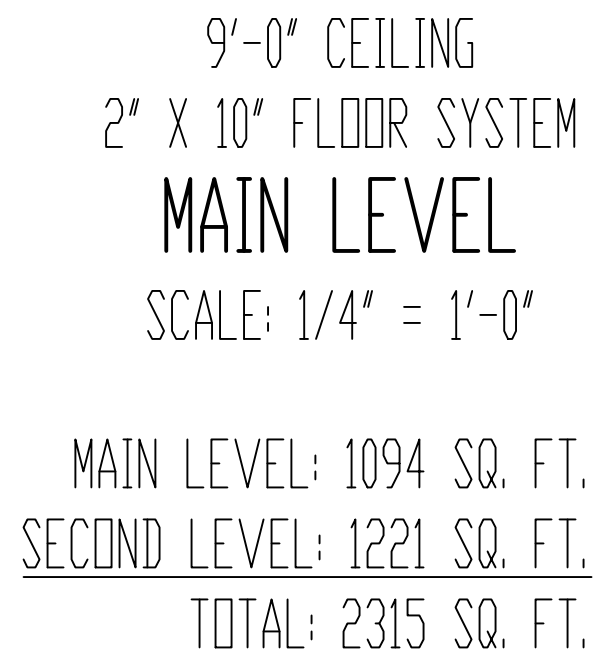 9'-0" CEILING
2" X 10" FLOOR SYSTEM
MAIN LEVEL
SCALE: 1/4" = 1'-0"
MAIN LEVEL: 1094 SQ. FT.
SECOND LEVEL: 1221 SQ. FT.
TOTAL: 2315 SQ. FT.